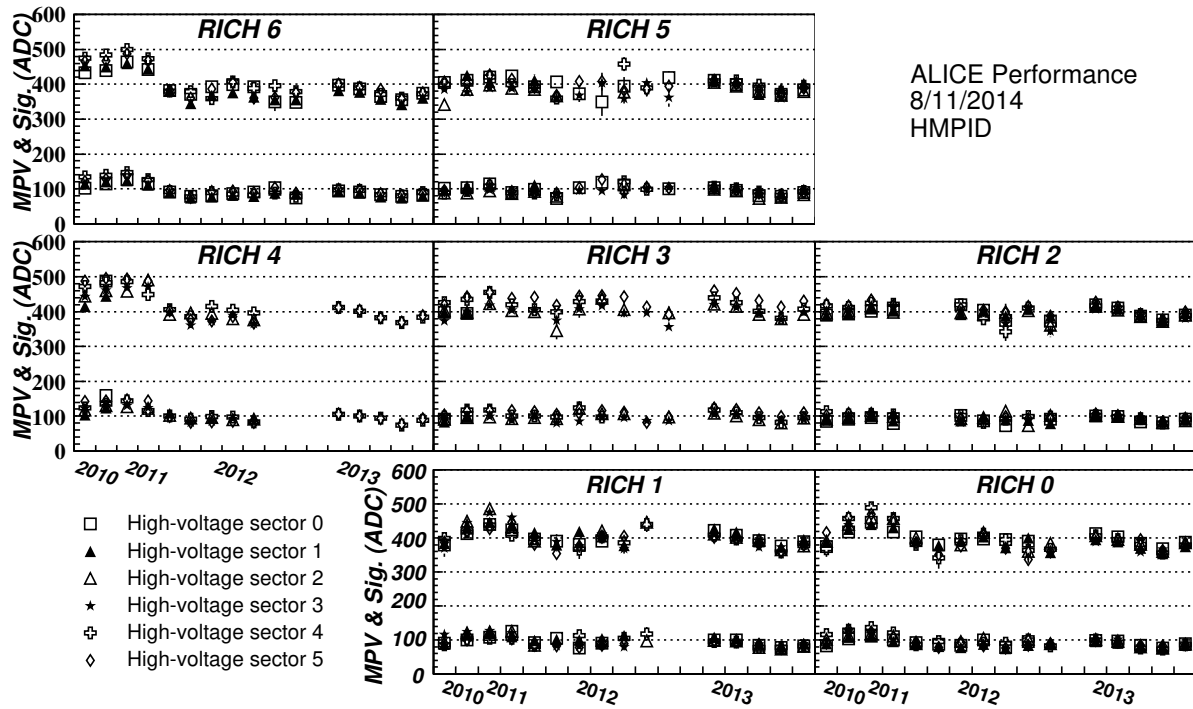 RICH 6
RICH 5
ALICE Performance
8/11/2014
HMPID
MPV & Sig. (ADC)
600
500
400
300
200
100
0
RICH 4
RICH 3
RICH 2
MPV & Sig. (ADC)
600
500
400
300
200
100
0
2010
2011
2012
2013
RICH 1
RICH 0
MPV & Sig. (ADC)
600
500
400
300
200
100
0
2010
2011
2012
2013
2010
2011
2012
2013
High-voltage sector 0
High-voltage sector 1
High-voltage sector 2
High-voltage sector 3
High-voltage sector 4
High-voltage sector 5